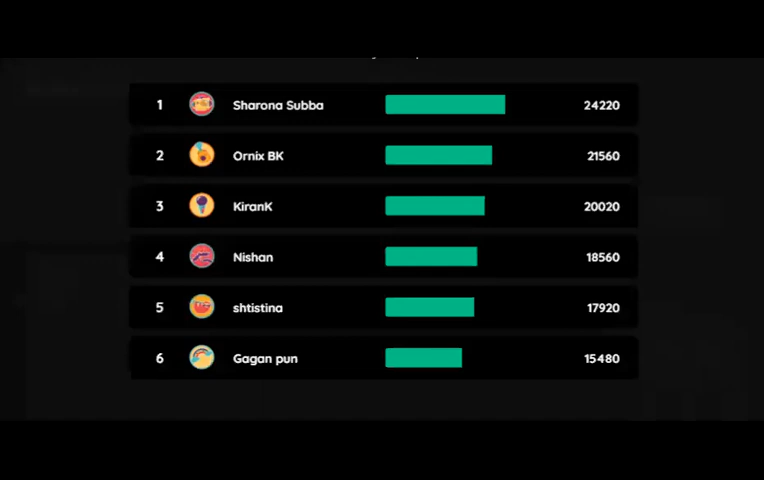 1 Sharona Subba 24220
2 Ornix BK 21560
3 KiranK 20020
4 Nishan 18560
5 shtistina 17920
6 Gagan pun 15480